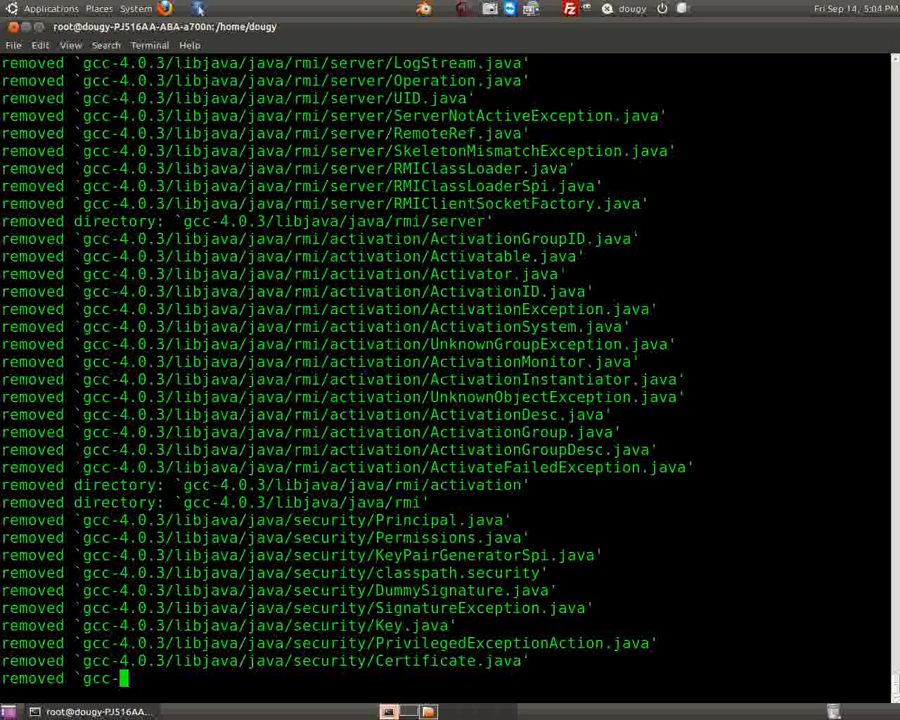 Applications Places System dougy Fri Sep 14, 5:04 PM
root@dougy-PJ516AA-ABA-a700n: /home/dougy
File Edit View Search Terminal Help
removed `gcc-4.0.3/libjava/java/rmi/server/LogStream.java'
removed `gcc-4.0.3/libjava/java/rmi/server/Operation.java'
removed `gcc-4.0.3/libjava/java/rmi/server/UID.java'
removed `gcc-4.0.3/libjava/java/rmi/server/ServerNotActiveException.java'
removed `gcc-4.0.3/libjava/java/rmi/server/RemoteRef.java'
removed `gcc-4.0.3/libjava/java/rmi/server/SkeletonMismatchException.java'
removed `gcc-4.0.3/libjava/java/rmi/server/RMIClassLoader.java'
removed `gcc-4.0.3/libjava/java/rmi/server/RMIClassLoaderSpi.java'
removed `gcc-4.0.3/libjava/java/rmi/server/RMIClientSocketFactory.java'
removed directory: `gcc-4.0.3/libjava/java/rmi/server'
removed `gcc-4.0.3/libjava/java/rmi/activation/ActivationGroupID.java'
removed `gcc-4.0.3/libjava/java/rmi/activation/Activatable.java'
removed `gcc-4.0.3/libjava/java/rmi/activation/Activator.java'
removed `gcc-4.0.3/libjava/java/rmi/activation/ActivationID.java'
removed `gcc-4.0.3/libjava/java/rmi/activation/ActivationException.java'
removed `gcc-4.0.3/libjava/java/rmi/activation/ActivationSystem.java'
removed `gcc-4.0.3/libjava/java/rmi/activation/UnknownGroupException.java'
removed `gcc-4.0.3/libjava/java/rmi/activation/ActivationMonitor.java'
removed `gcc-4.0.3/libjava/java/rmi/activation/ActivationInstantiator.java'
removed `gcc-4.0.3/libjava/java/rmi/activation/UnknownObjectException.java'
removed `gcc-4.0.3/libjava/java/rmi/activation/ActivationDesc.java'
removed `gcc-4.0.3/libjava/java/rmi/activation/ActivationGroup.java'
removed `gcc-4.0.3/libjava/java/rmi/activation/ActivationGroupDesc.java'
removed `gcc-4.0.3/libjava/java/rmi/activation/ActivateFailedException.java'
removed directory: `gcc-4.0.3/libjava/java/rmi/activation'
removed directory: `gcc-4.0.3/libjava/java/rmi'
removed `gcc-4.0.3/libjava/java/security/Principal.java'
removed `gcc-4.0.3/libjava/java/security/Permissions.java'
removed `gcc-4.0.3/libjava/java/security/KeyPairGeneratorSpi.java'
removed `gcc-4.0.3/libjava/java/security/classpath.security'
removed `gcc-4.0.3/libjava/java/security/DummySignature.java'
removed `gcc-4.0.3/libjava/java/security/SignatureException.java'
removed `gcc-4.0.3/libjava/java/security/Key.java'
removed `gcc-4.0.3/libjava/java/security/PrivilegedExceptionAction.java'
removed `gcc-4.0.3/libjava/java/security/Certificate.java'
removed `gcc-
root@dougy-PJ516AA...